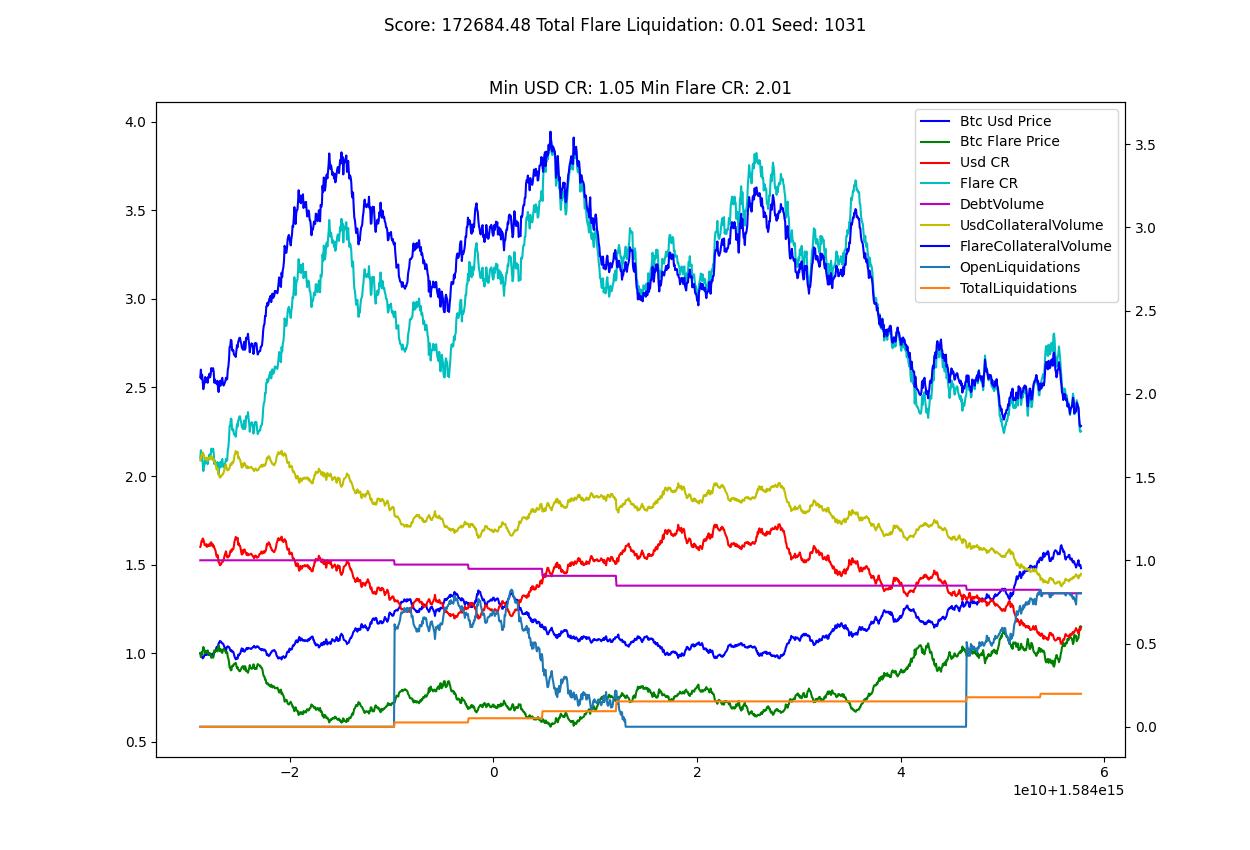 Score: 172684.48 Total Flare Liquidation: 0.01 Seed: 1031
Min USD CR: 1.05 Min Flare CR: 2.01
4.0
3.5
3.0
2.5
2.0
1.5
1.0
0.5
Btc Usd Price
Btc Flare Price
Usd CR
Flare CR
DebtVolume
UsdCollateralVolume
FlareCollateralVolume
OpenLiquidations
TotalLiquidations
3.5
3.0
2.5
2.0
1.5
1.0
0.5
0.0
−2 0 2 4 6
1e10+1.584e15